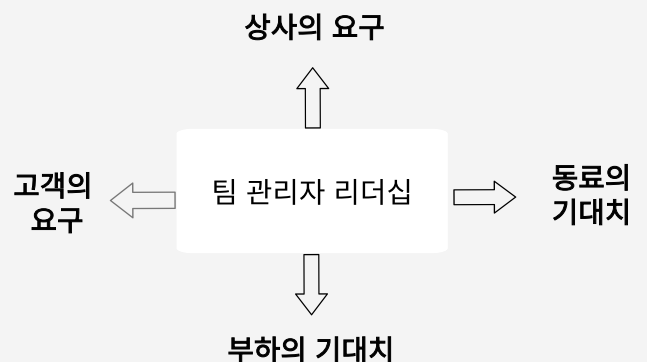 상사의 요구
고객의
요구
팀 관리자 리더십
동료의
기대치
부하의 기대치